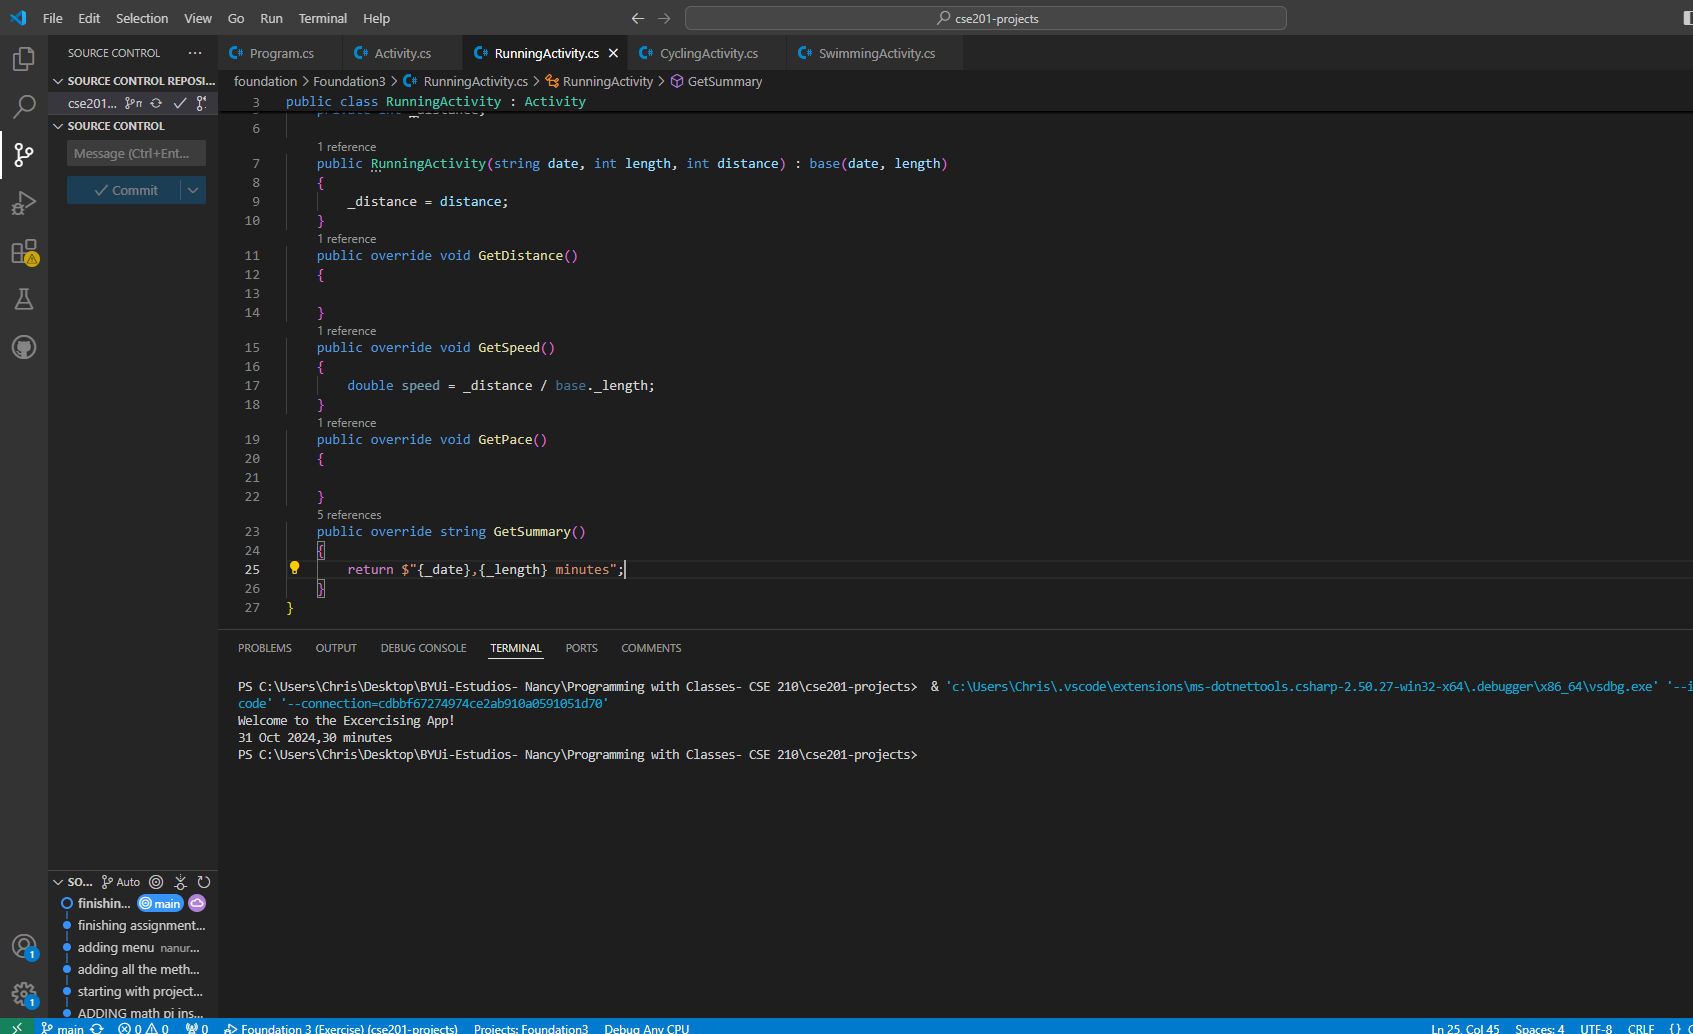 File Edit Selection View Go Run Terminal Help cse201-projects
SOURCE CONTROL ··· Program.cs Activity.cs RunningActivity.cs CyclingActivity.cs SwimmingActivity.cs
SOURCE CONTROL REPOSI...
cse201...
SOURCE CONTROL
Message (Ctrl+Ent...
Commit
foundation > Foundation3 > RunningActivity.cs > RunningActivity > GetSummary
3 public class RunningActivity : Activity
private int _distance;
6
1 reference
7 public RunningActivity(string date, int length, int distance) : base(date, length)
8 {
9 _distance = distance;
10 }
1 reference
11 public override void GetDistance()
12 {
13
14 }
1 reference
15 public override void GetSpeed()
16 {
17 double speed = _distance / base._length;
18 }
1 reference
19 public override void GetPace()
20 {
21
22 }
5 references
23 public override string GetSummary()
24 {
25 return $"{_date},{_length} minutes";
26 }
27 }
PROBLEMS OUTPUT DEBUG CONSOLE TERMINAL PORTS COMMENTS
PS C:\Users\Chris\Desktop\BYUi-Estudios- Nancy\Programming with Classes- CSE 210\cse201-projects> & 'c:\Users\Chris\.vscode\extensions\ms-dotnettools.csharp-2.50.27-win32-x64\.debugger\x86_64\vsdbg.exe' '--i
code' '--connection=cdbbf67274974ce2ab910a0591051d70'
Welcome to the Excercising App!
31 Oct 2024,30 minutes
PS C:\Users\Chris\Desktop\BYUi-Estudios- Nancy\Programming with Classes- CSE 210\cse201-projects>
SO... Auto
finishin... main
finishing assignment...
adding menu nanur...
adding all the meth...
starting with project...
ADDING math pi ins...
1
1
main 0 0 0 Foundation 3 (Exercise) (cse201-projects) Projects: Foundation3 Debug Any CPU Ln 25, Col 45 Spaces: 4 UTF-8 CRLF {}